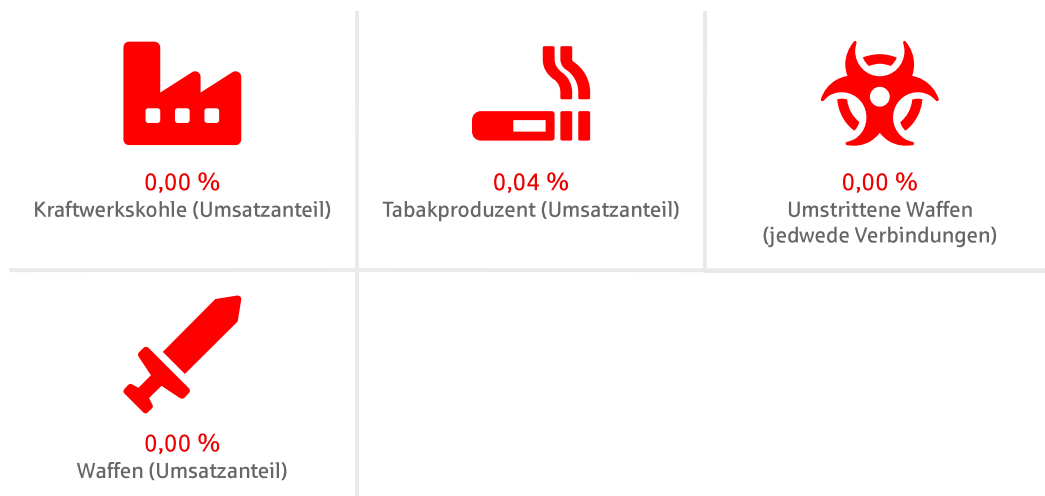 0,00 %
Kraftwerkskohle (Umsatzanteil)
0,04 %
Tabakproduzent (Umsatzanteil)
0,00 %
Umstrittene Waffen
(jedwede Verbindungen)
0,00 %
Waffen (Umsatzanteil)